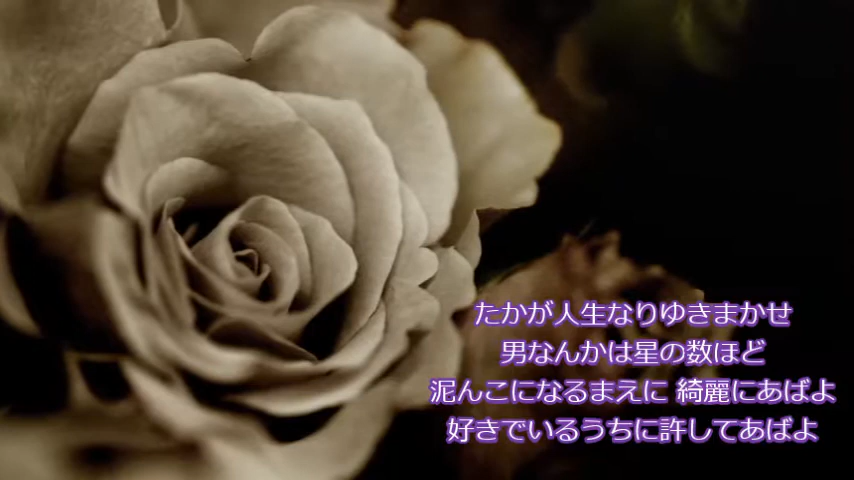 たかが人生なりゆきまかせ
男なんかは星の数ほど
泥んこになるまえに 綺麗にあばよ
好きでいるうちに許してあばよ